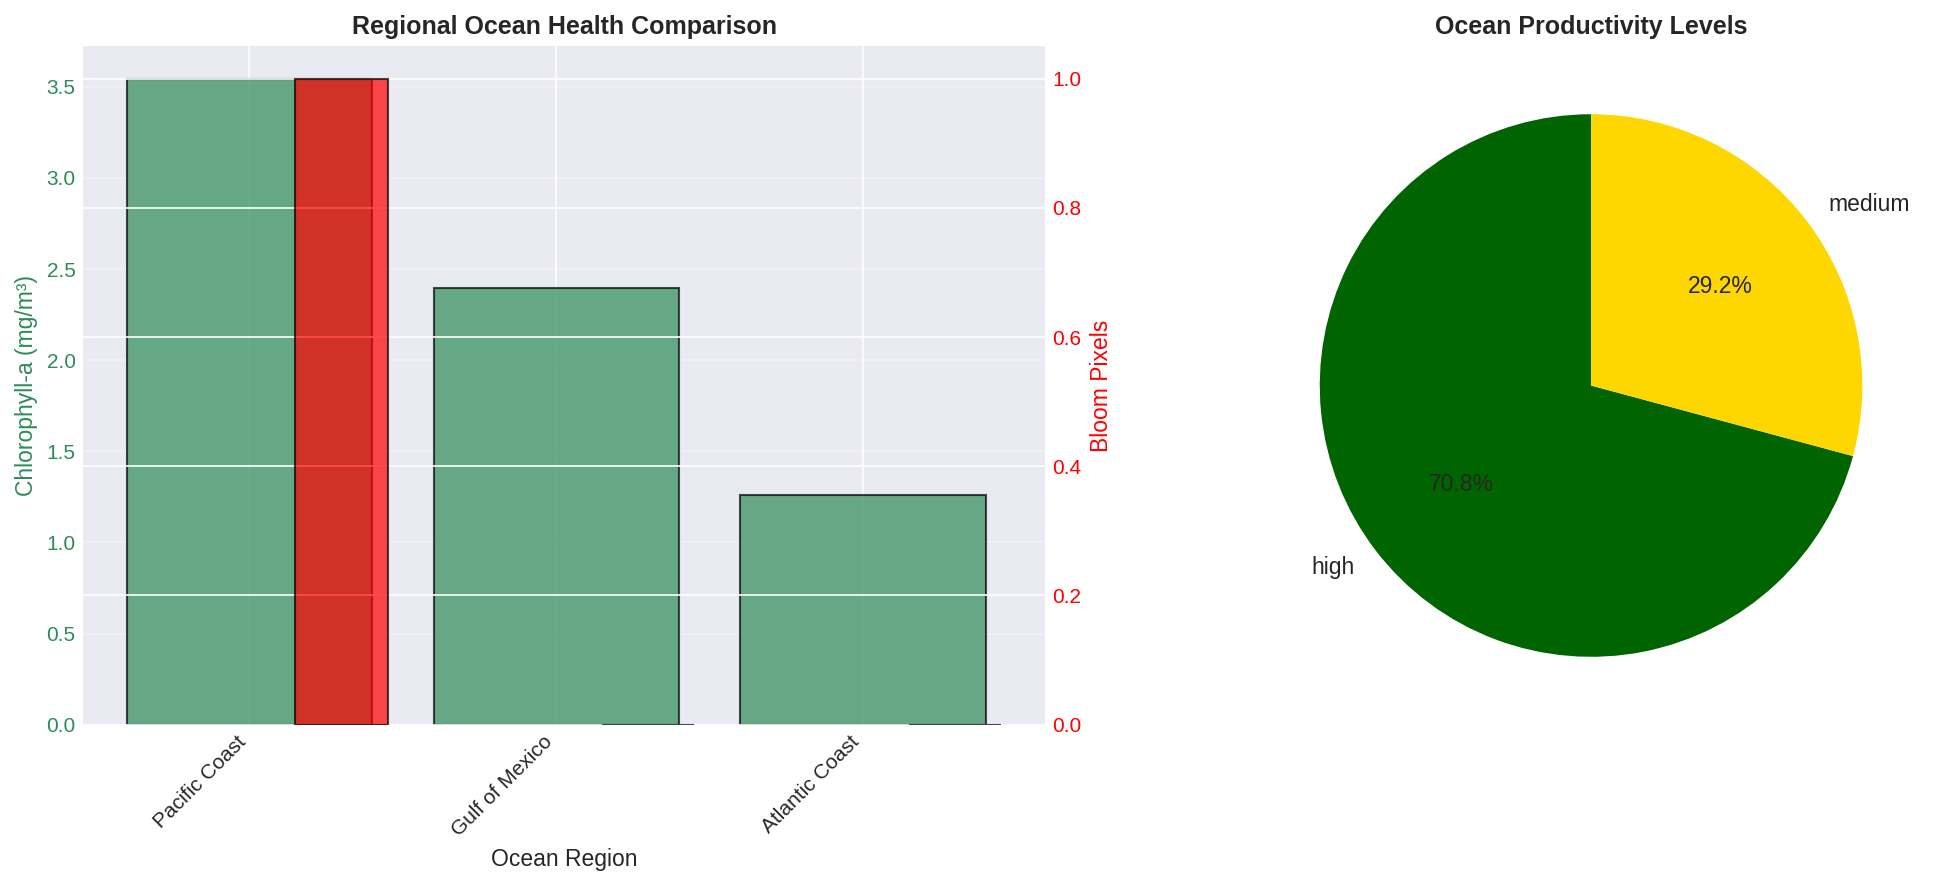 Regional Ocean Health Comparison
Chlorophyll-a (mg/m³)
3.5
3.0
2.5
2.0
1.5
1.0
0.5
0.0
1.0
0.8
0.6
0.4
0.2
0.0
Bloom Pixels
Pacific Coast
Gulf of Mexico
Atlantic Coast
Ocean Region
Ocean Productivity Levels
medium
29.2%
70.8%
high